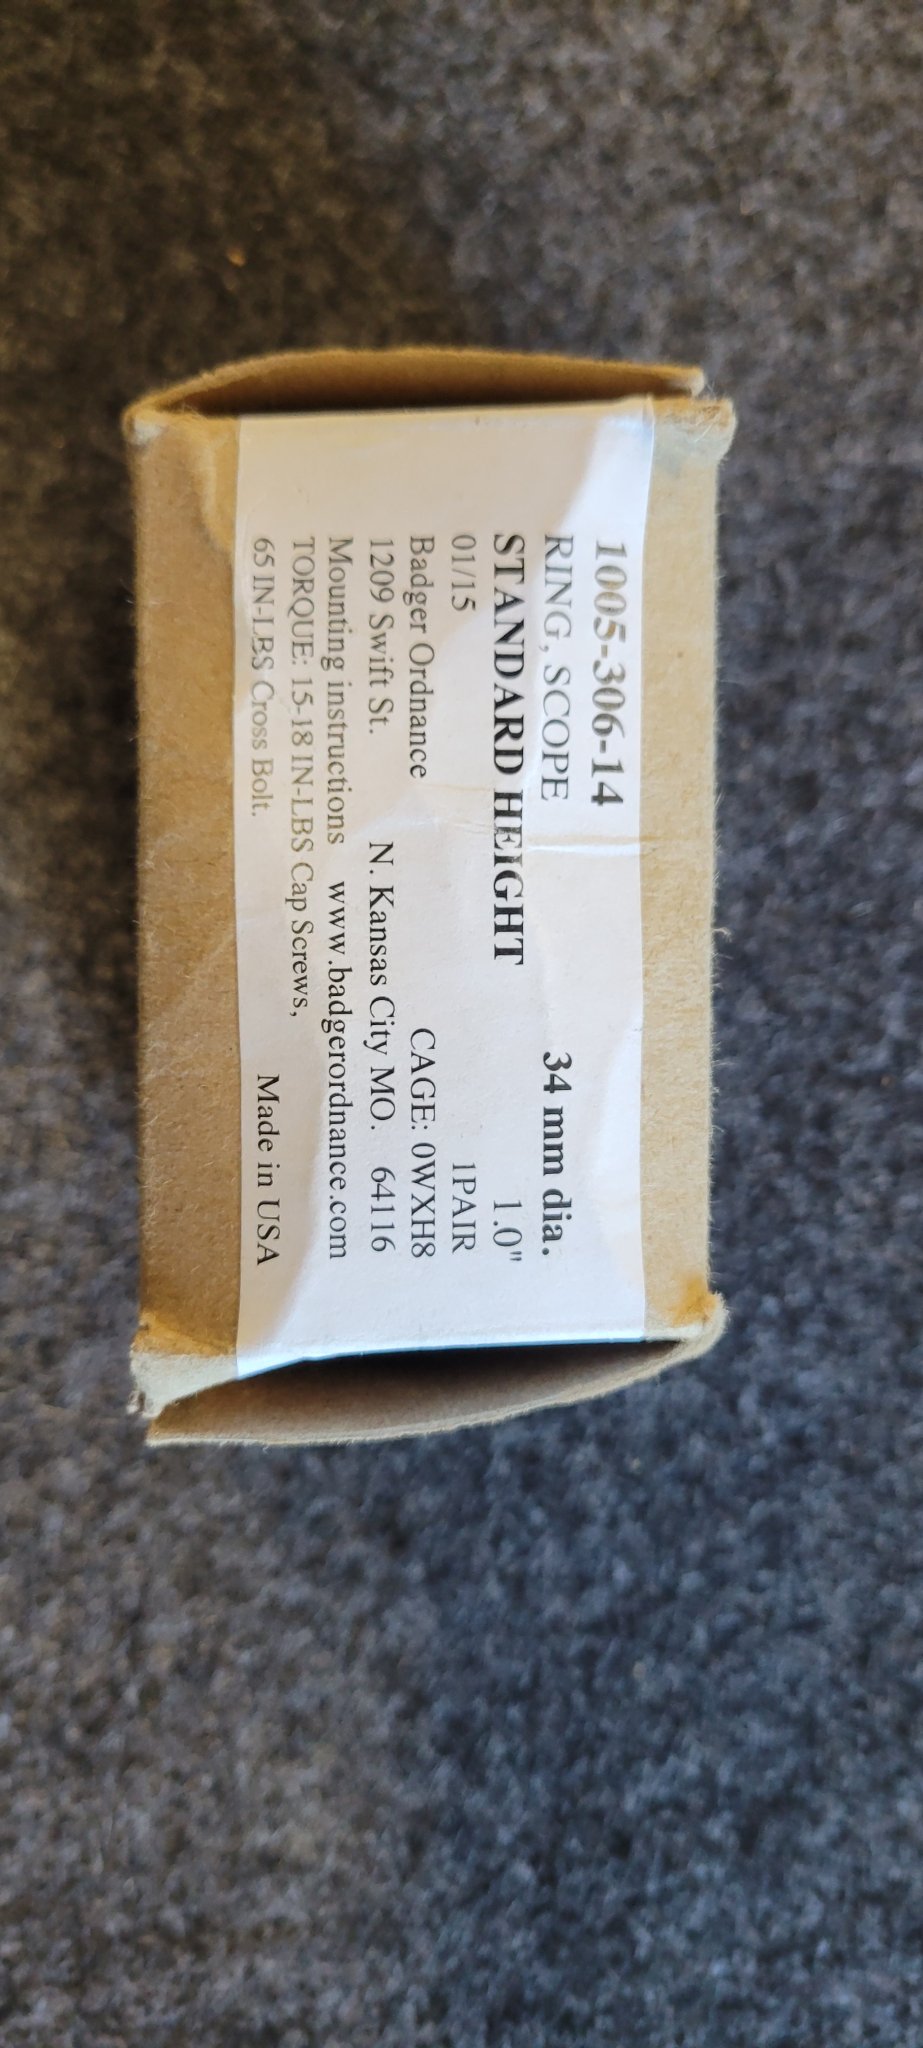 1005-306-14
RING, SCOPE 34 mm dia.
STANDARD HEIGHT 1.0"
01/15 1PAIR
Badger Ordnance CAGE: 0WXH8
1209 Swift St. N. Kansas City MO. 64116
Mounting instructions www.badgerordnance.com
TORQUE: 15-18 IN-LBS Cap Screws,
65 IN-LBS Cross Bolt. Made in USA